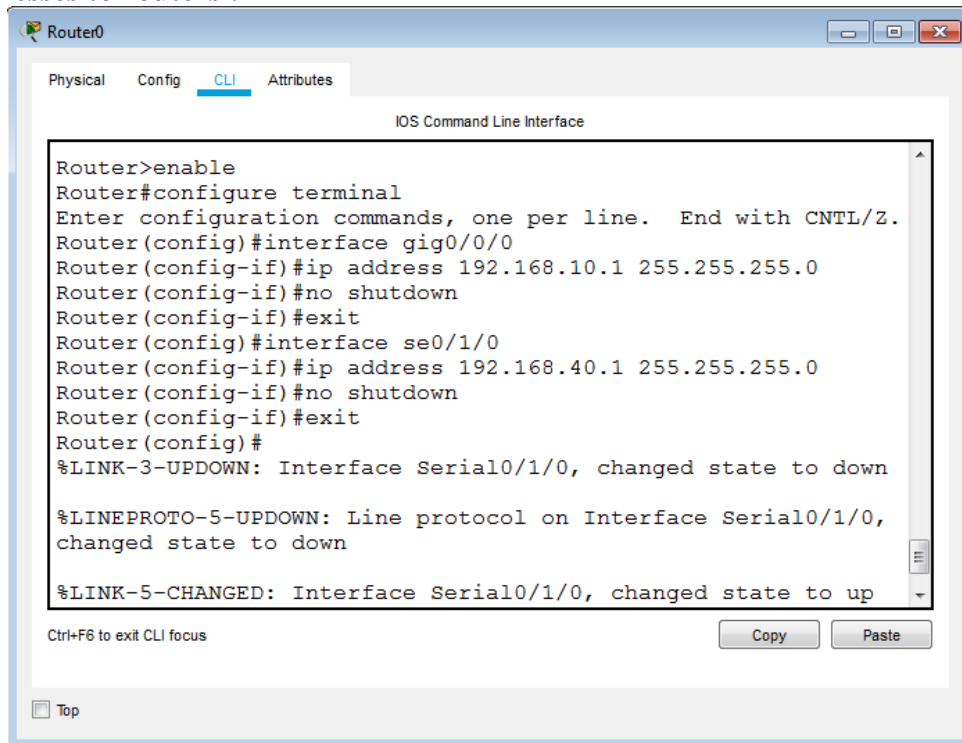 Router0
Physical Config CLI Attributes
IOS Command Line Interface
Router>enable
Router#configure terminal
Enter configuration commands, one per line.  End with CNTL/Z.
Router(config)#interface gig0/0/0
Router(config-if)#ip address 192.168.10.1 255.255.255.0
Router(config-if)#no shutdown
Router(config-if)#exit
Router(config)#interface se0/1/0
Router(config-if)#ip address 192.168.40.1 255.255.255.0
Router(config-if)#no shutdown
Router(config-if)#exit
Router(config)#
%LINK-3-UPDOWN: Interface Serial0/1/0, changed state to down
%LINEPROTO-5-UPDOWN: Line protocol on Interface Serial0/1/0,
changed state to down
%LINK-5-CHANGED: Interface Serial0/1/0, changed state to up
Ctrl+F6 to exit CLI focus
Copy Paste
Top